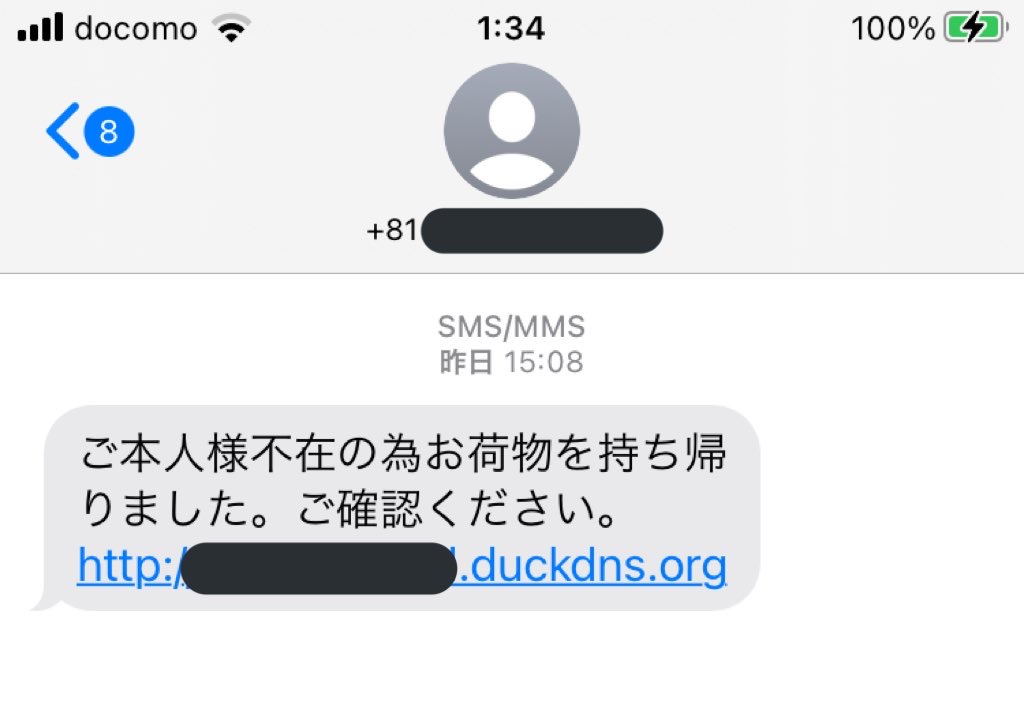 docomo
1:34
100%
8
+81
SMS/MMS
昨日 15:08
ご本人様不在の為お荷物を持ち帰
りました。ご確認ください。
http:/ .duckdns.org